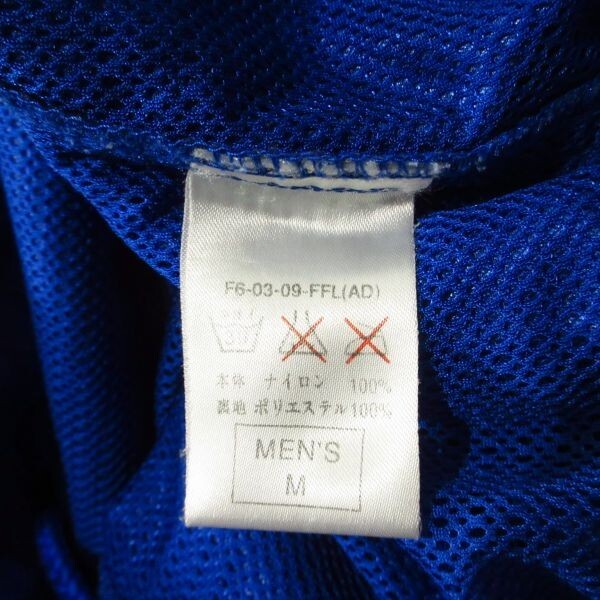 F6-03-09-FFL(AD)
本体 ナイロン 100%
裏地 ポリエステル100%
MEN'S
M